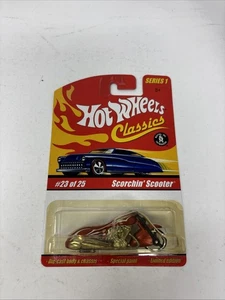 SERIES 1
Hot Wheels
Classics
#23 of 25
Scorchin' Scooter
Die-cast body & chassis
Special paint
Limited edition